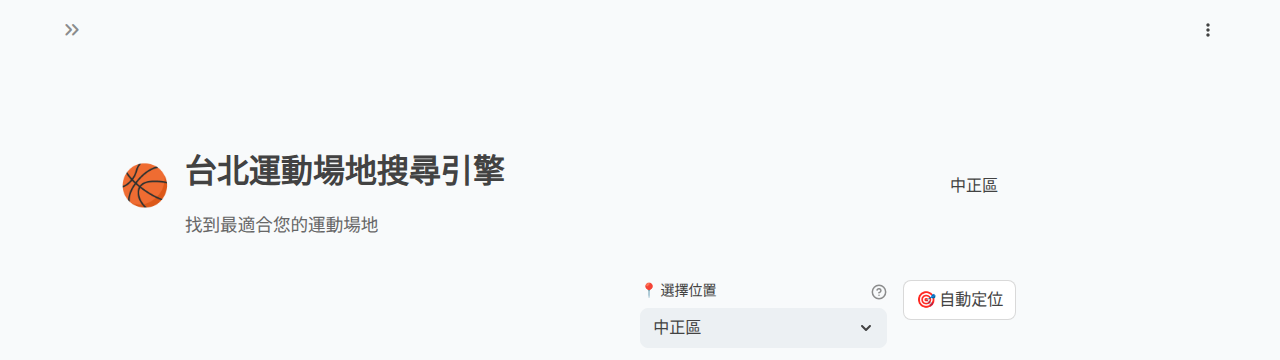 台北運動場地搜尋引擎
中正區
找到最適合您的運動場地
選擇位置
自動定位
中正區